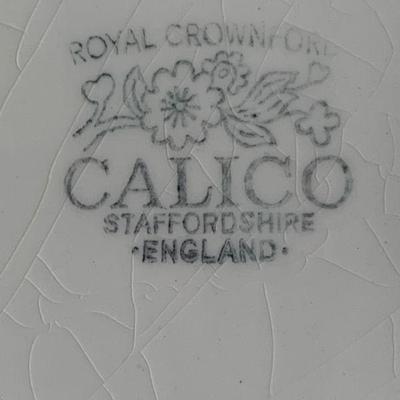 ROYAL CROWNFORD
CALICO
STAFFORDSHIRE
·ENGLAND·